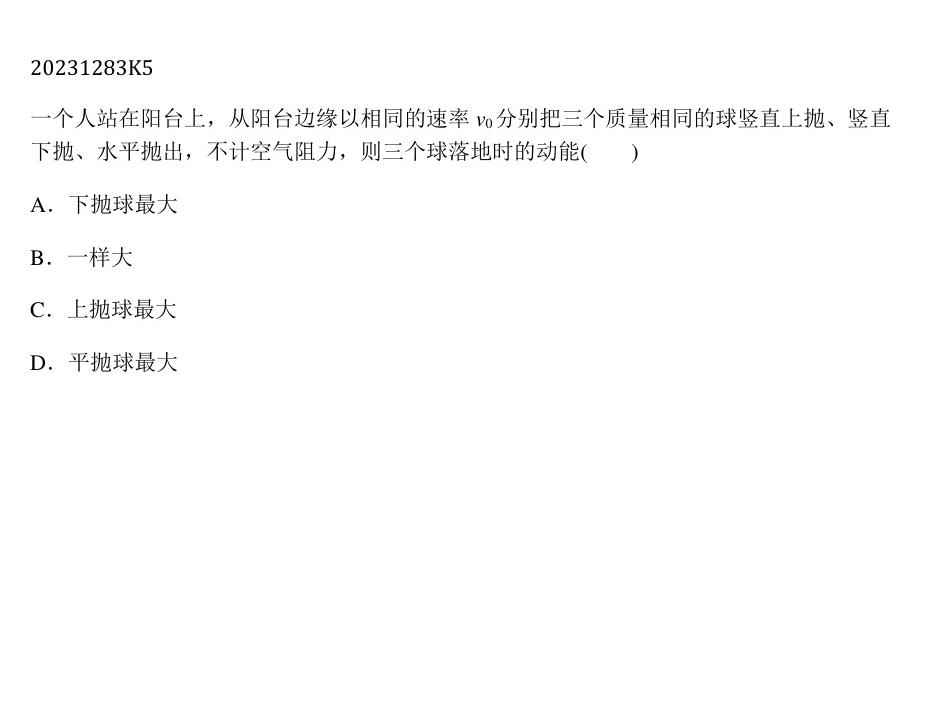 20231283K5
一个人站在阳台上，从阳台边缘以相同的速率 v₀分别把三个质量相同的球竖直上抛、竖直
下抛、水平抛出，不计空气阻力，则三个球落地时的动能(　　)
A．下抛球最大
B．一样大
C．上抛球最大
D．平抛球最大